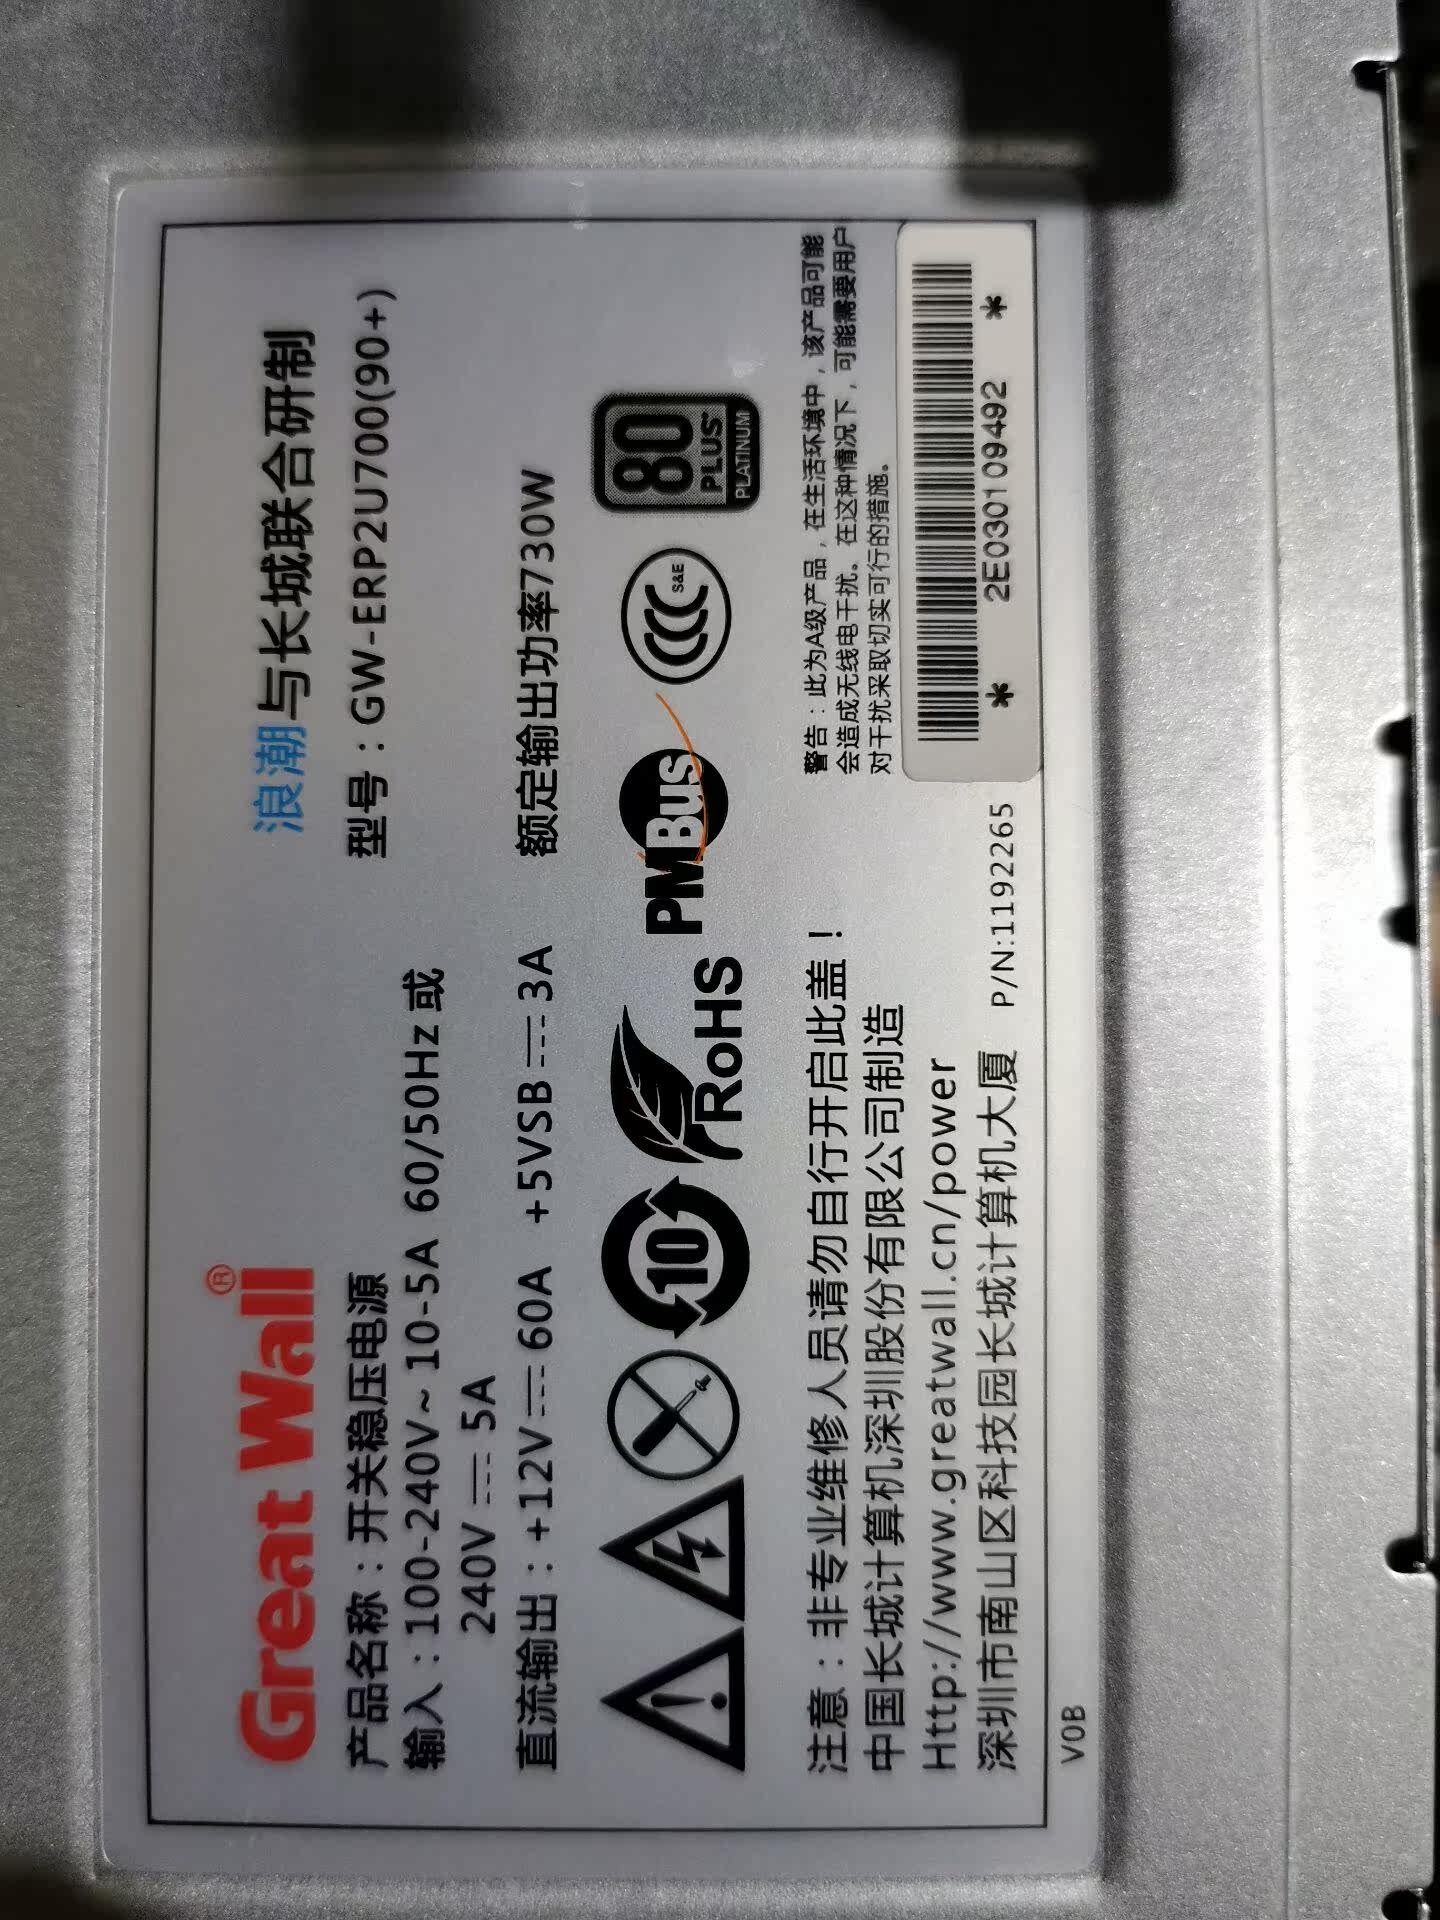 Great Wall®
浪潮与长城联合研制
产品名称：开关稳压电源
型号：GW-ERP2U700(90+)
输入：100-240V~ 10-5A 60/50Hz 或
240V⎓5A
直流输出：+12V⎓60A +5VSB⎓3A
额定输出功率730W
10
RoHS
PMBus
S&E
80
PLUS
PLATINUM
注意：非专业维修人员请勿自行开启此盖！
中国长城计算机深圳股份有限公司制造
Http://www.greatwall.cn/power
深圳市南山区科技园长城计算机大厦
P/N:1192265
警告：此为A级产品，在生活环境中，该产品可能
会造成无线电干扰。在这种情况下，可能需要用户
对干扰采取切实可行的措施。
* 2E030109492 *
V0B